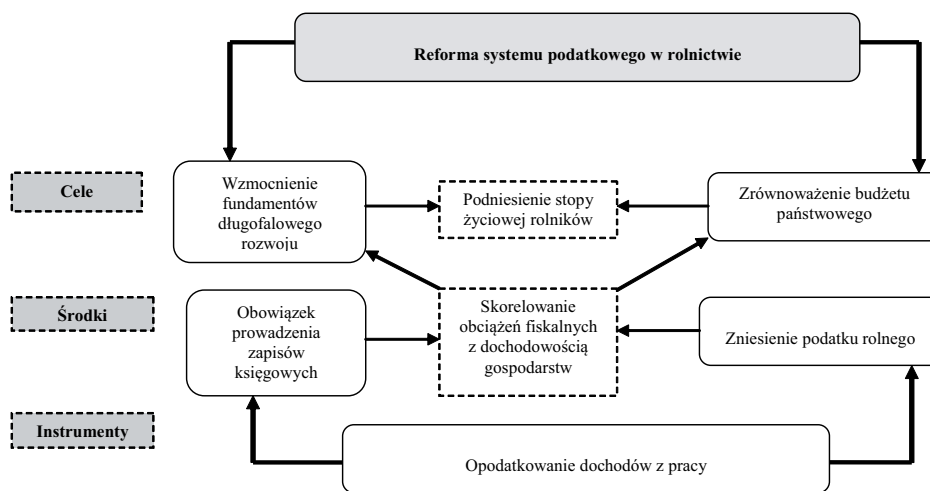 Reforma systemu podatkowego w rolnictwie
Cele
Wzmocnienie
fundamentów
długofalowego
rozwoju
Podniesienie stopy
życiowej rolników
Zrównoważenie budżetu
państwowego
Środki
Obowiązek
prowadzenia
zapisów
księgowych
Skorelowanie
obciążeń fiskalnych
z dochodowością
gospodarstw
Zniesienie podatku rolnego
Instrumenty
Opodatkowanie dochodów z pracy